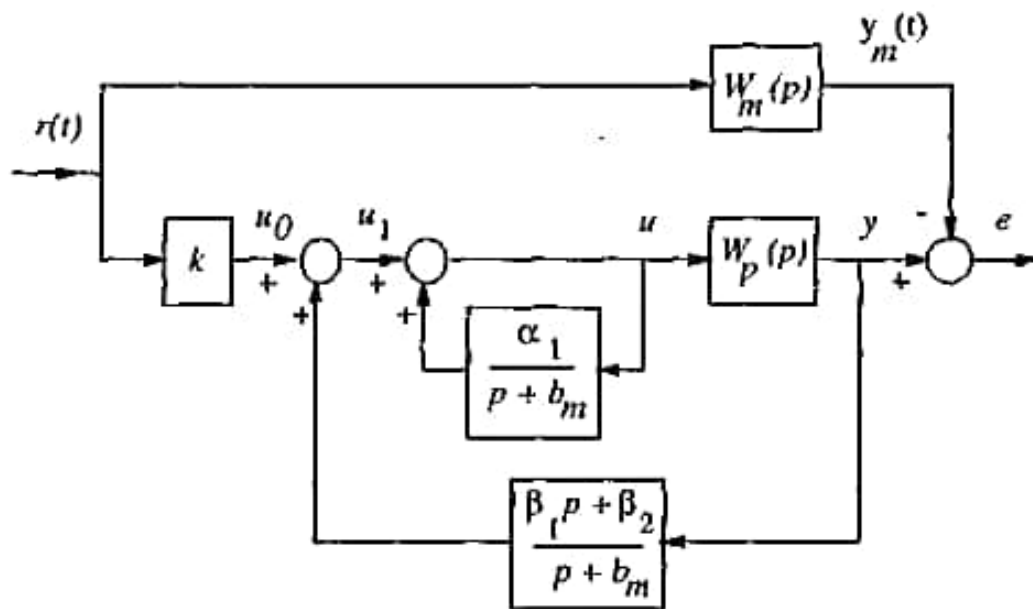 y_m(t)
W_m(p)
r(t)
-
k
u_0
+
+
u_1
+
+
u
W_p(p)
y
+
e
α_1
p + b_m
β_1 p + β_2
p + b_m